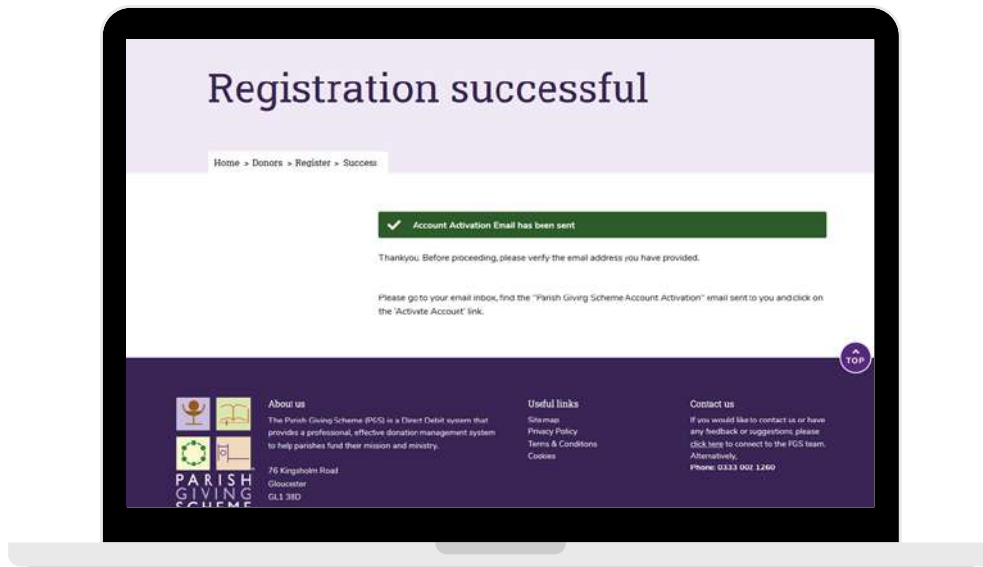 Registration successful
Home » Donors » Register » Success
Account Activation Email has been sent
Thankyou. Before proceeding, please verify the email address you have provided.
Please go to your email inbox, find the "Parish Giving Scheme Account Activation" email sent to you and click on
the 'Activate Account' link.
TOP
PARISH
GIVING
SCHEME
About us
The Parish Giving Scheme (PGS) is a Direct Debit system that
provides a professional, effective donation management system
to help parishes fund their mission and ministry.
76 Kingsholm Road
Gloucester
GL1 3BD
Useful links
Sitemap
Privacy Policy
Terms & Conditions
Cookies
Contact us
If you would like to contact us or have
any feedback or suggestions please
click here to connect to the PGS team.
Alternatively,
Phone: 0333 002 1260